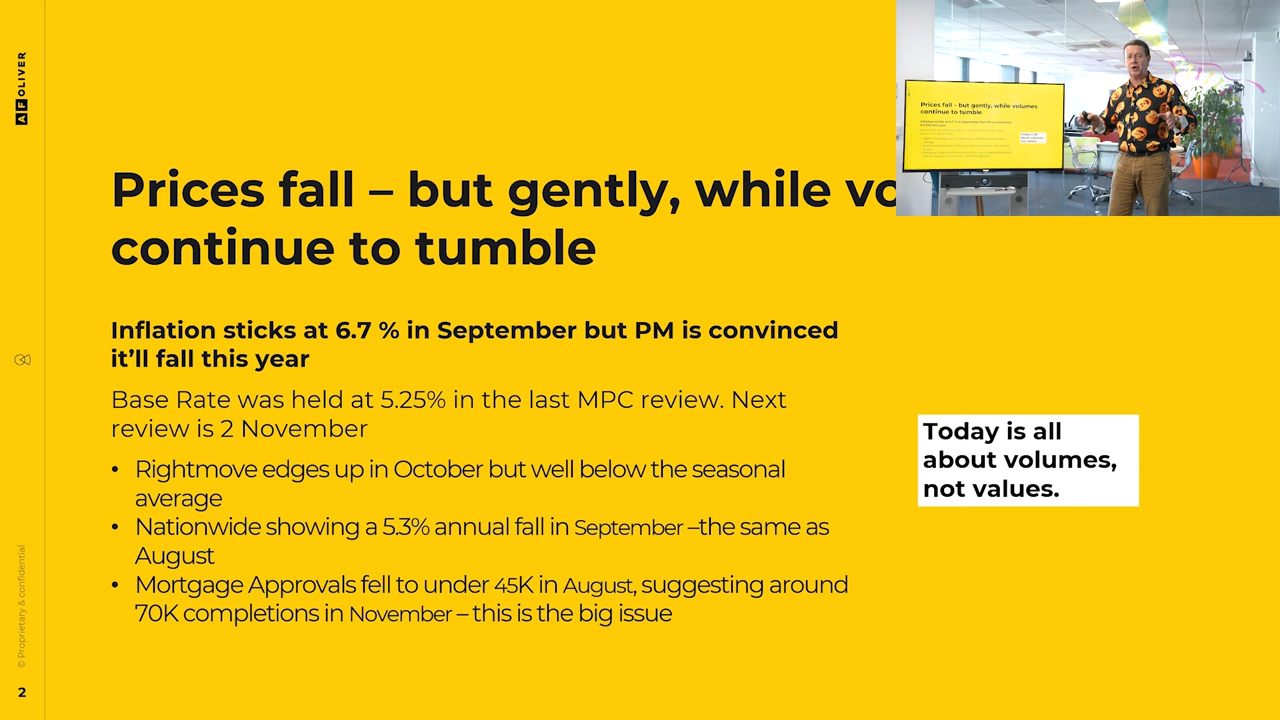 AF OLIVER
Prices fall – but gently, while vo
continue to tumble
Inflation sticks at 6.7 % in September but PM is convinced
it’ll fall this year
Base Rate was held at 5.25% in the last MPC review. Next
review is 2 November
• Rightmove edges up in October but well below the seasonal
average
• Nationwide showing a 5.3% annual fall in September –the same as
August
• Mortgage Approvals fell to under 45K in August, suggesting around
70K completions in November – this is the big issue
Today is all
about volumes,
not values.
Prices fall – but gently, while volumes
continue to tumble
© Proprietary & confidential
2